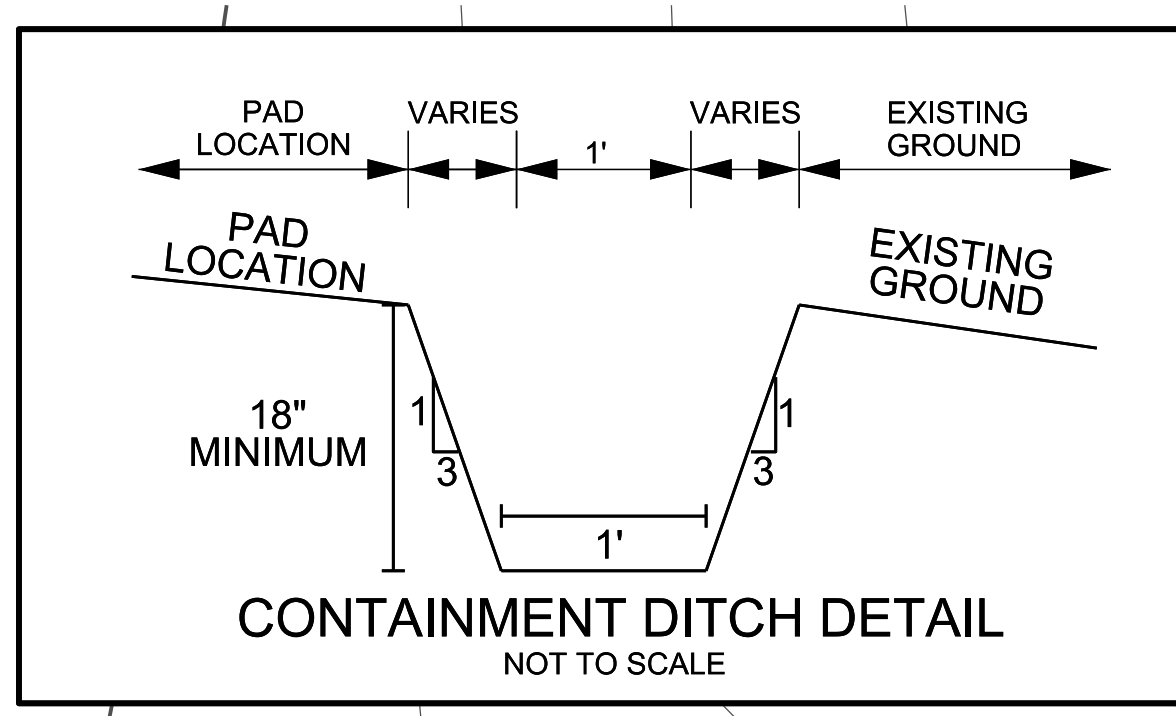 PAD
LOCATION
VARIES
1'
VARIES
EXISTING
GROUND
PAD
LOCATION
EXISTING
GROUND
18"
MINIMUM
1
3
1
3
1'
CONTAINMENT DITCH DETAIL
NOT TO SCALE